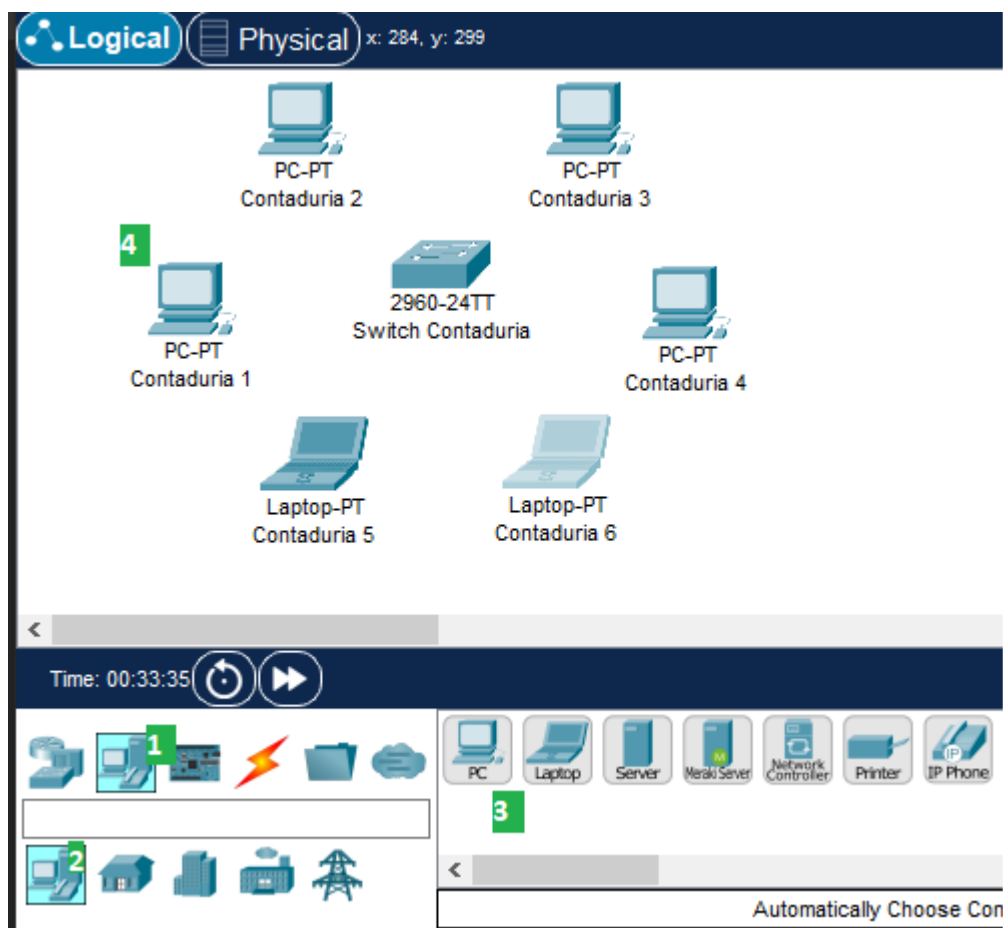 Logical Physical x: 284, y: 299
PC-PT
Contaduria 2
PC-PT
Contaduria 3
4
2960-24TT
Switch Contaduria
PC-PT
Contaduria 1
PC-PT
Contaduria 4
Laptop-PT
Contaduria 5
Laptop-PT
Contaduria 6
Time: 00:33:35
1
2
PC Laptop Server Meraki Server Network Controller Printer IP Phone
IP
M
3
Automatically Choose Con